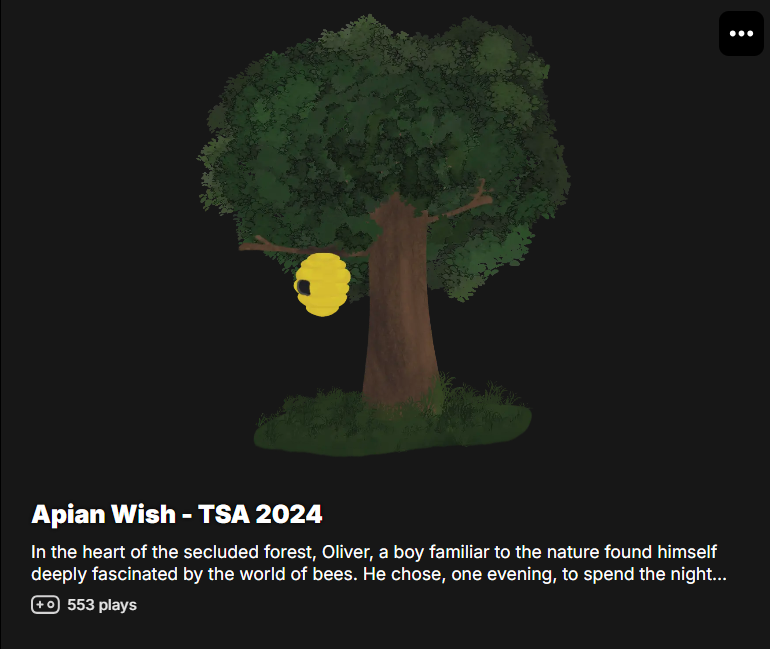 Apian Wish - TSA 2024
In the heart of the secluded forest, Oliver, a boy familiar to the nature found himself
deeply fascinated by the world of bees. He chose, one evening, to spend the night...
553 plays